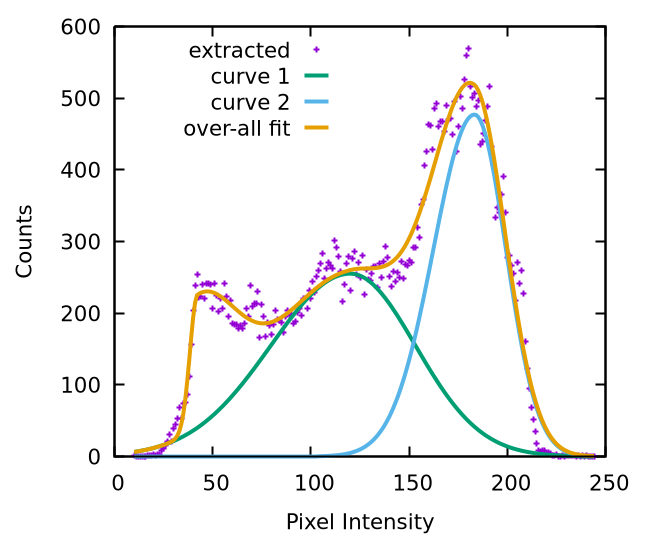 600
500
400
300
200
100
0
Counts
extracted
curve 1
curve 2
over-all fit
0 50 100 150 200 250
Pixel Intensity